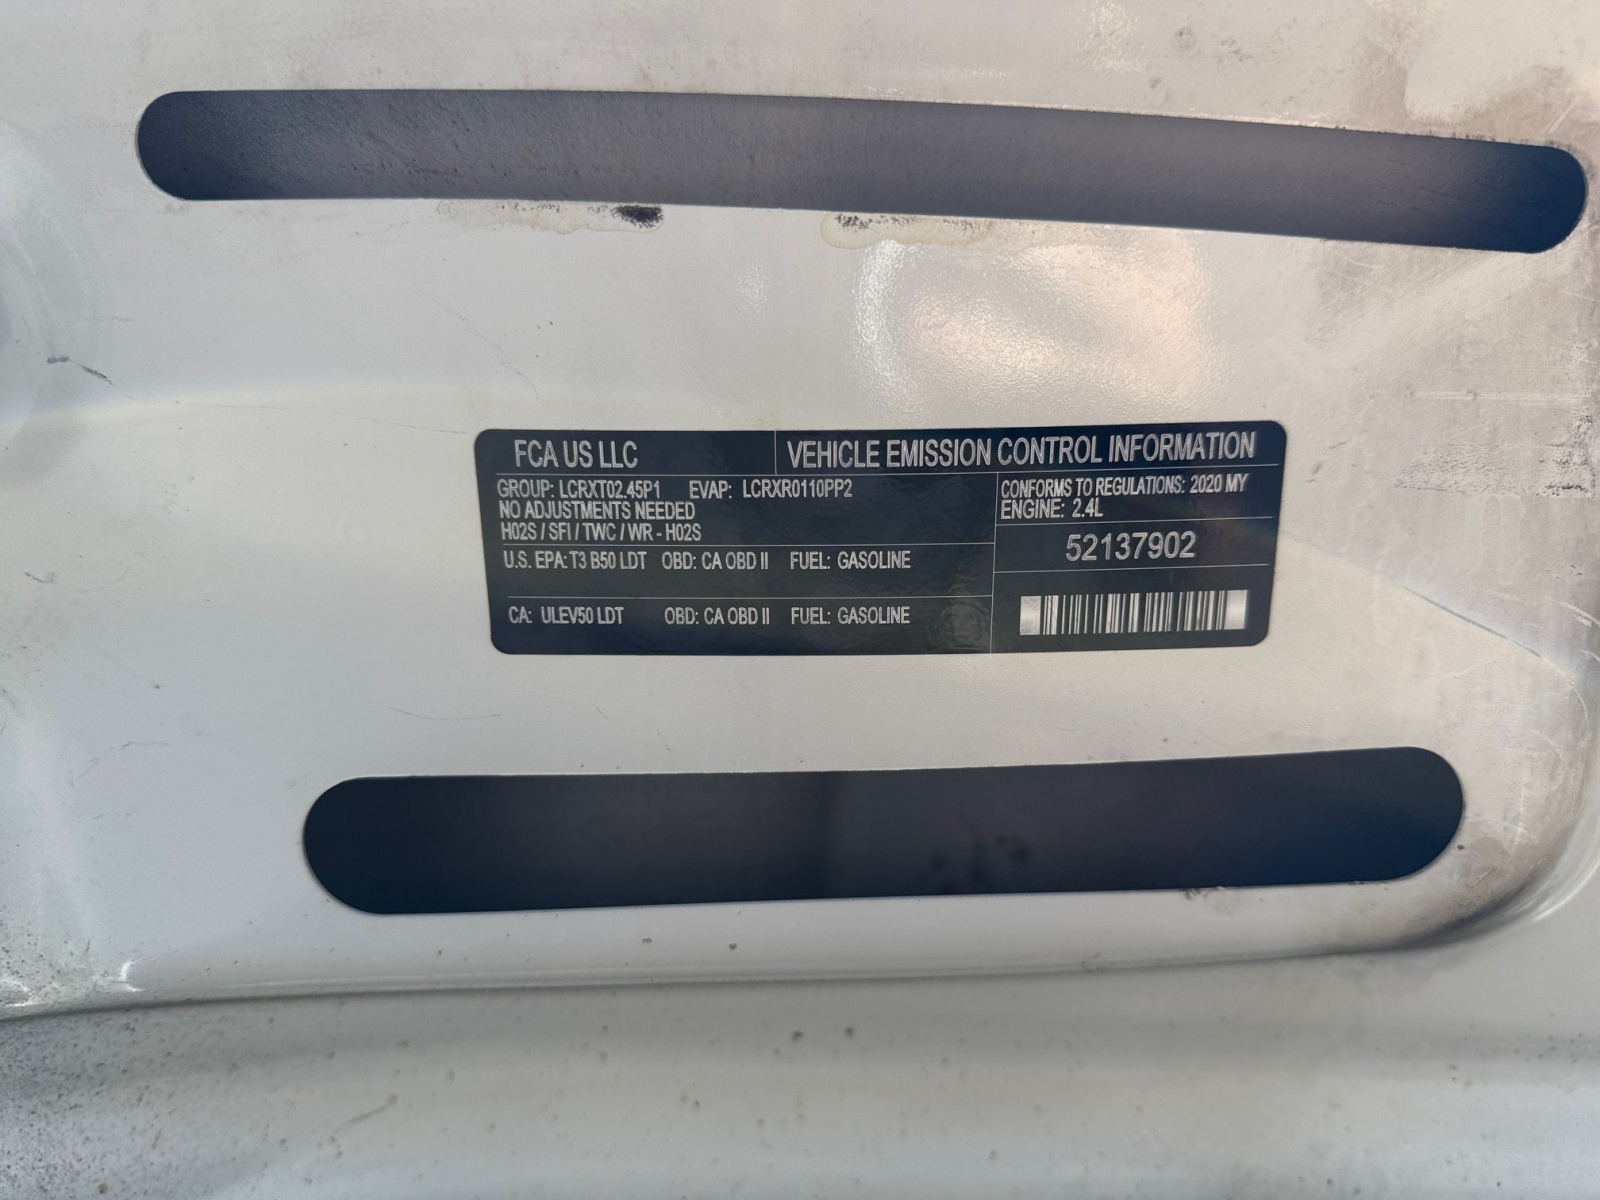 FCA US LLC
VEHICLE EMISSION CONTROL INFORMATION
GROUP: LCRXT02.45P1 EVAP: LCRXR0110PP2
NO ADJUSTMENTS NEEDED
H02S / SFI / TWC / WR - H02S
U.S. EPA: T3 B50 LDT OBD: CA OBD II FUEL: GASOLINE
CA: ULEV50 LDT OBD: CA OBD II FUEL: GASOLINE
CONFORMS TO REGULATIONS: 2020 MY
ENGINE: 2.4L
52137902